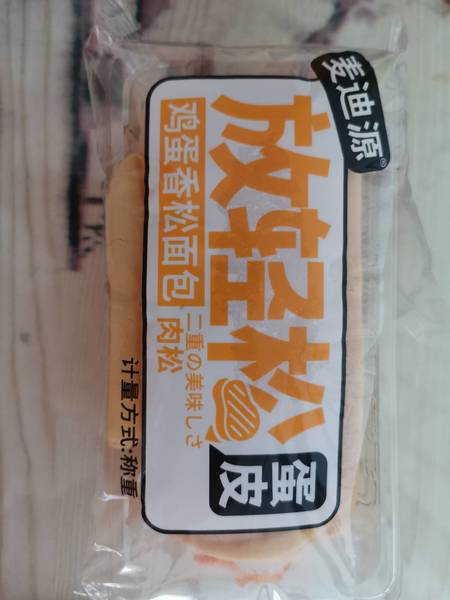 麦迪源®
放轻松
鸡蛋香松面包
二重の美味しさ
肉松
蛋皮
计量方式:称重